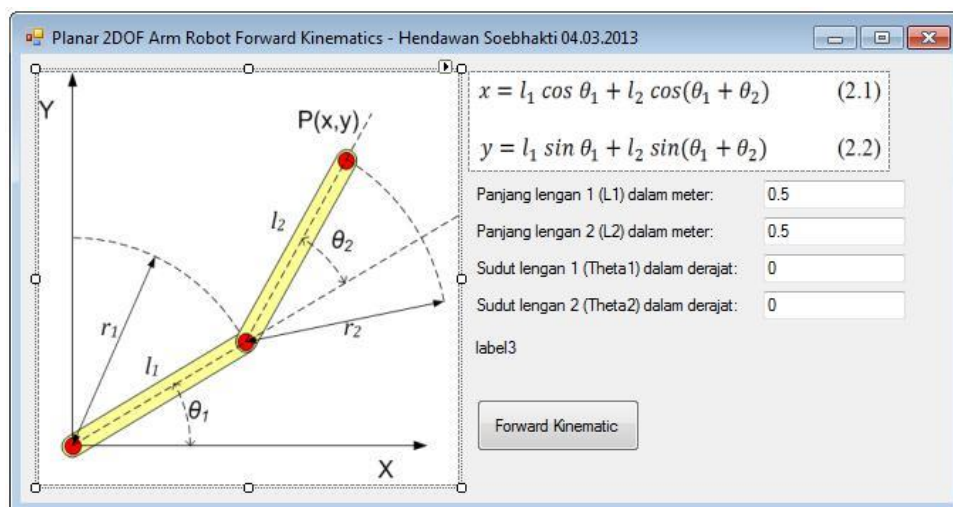 Planar 2DOF Arm Robot Forward Kinematics - Hendawan Soebhakti 04.03.2013
Y
P(x,y)
l₂
θ₂
r₁
r₂
l₁
θ₁
X
x = l₁ cos θ₁ + l₂ cos(θ₁ + θ₂) (2.1)
y = l₁ sin θ₁ + l₂ sin(θ₁ + θ₂) (2.2)
Panjang lengan 1 (L1) dalam meter: 0.5
Panjang lengan 2 (L2) dalam meter: 0.5
Sudut lengan 1 (Theta1) dalam derajat: 0
Sudut lengan 2 (Theta2) dalam derajat: 0
label3
Forward Kinematic